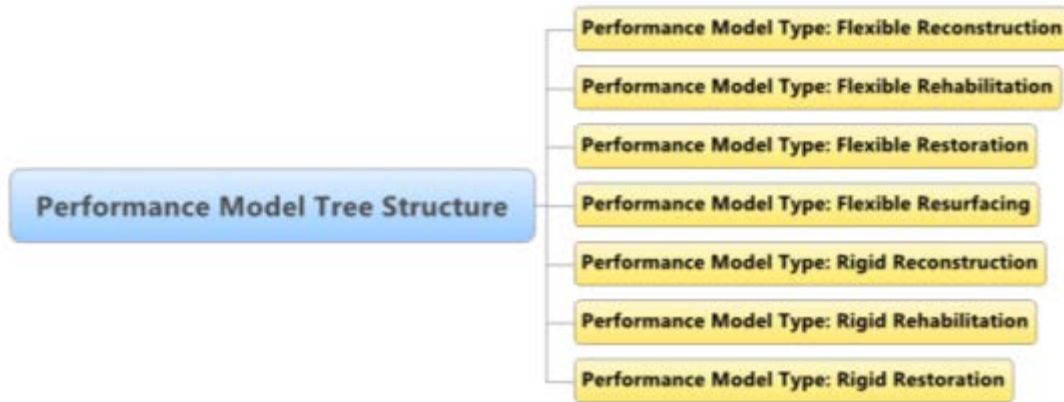 Performance Model Type: Flexible Reconstruction
Performance Model Type: Flexible Rehabilitation
Performance Model Type: Flexible Restoration
Performance Model Tree Structure
Performance Model Type: Flexible Resurfacing
Performance Model Type: Rigid Reconstruction
Performance Model Type: Rigid Rehabilitation
Performance Model Type: Rigid Restoration